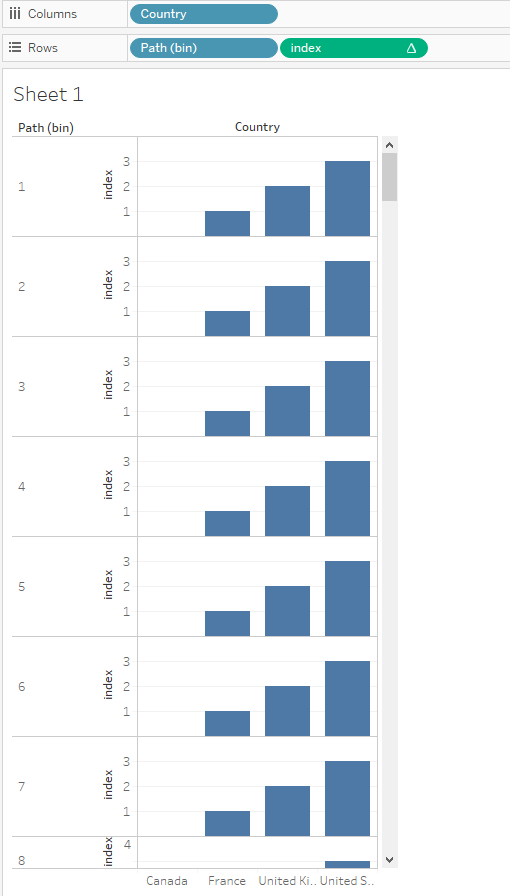 Columns Country
Rows Path (bin) index Δ
Sheet 1
Path (bin) Country
1 index 3 2 1
2 index 3 2 1
3 index 3 2 1
4 index 3 2 1
5 index 3 2 1
6 index 3 2 1
7 index 3 2 1
8 index 4
Canada France United Ki.. United S..